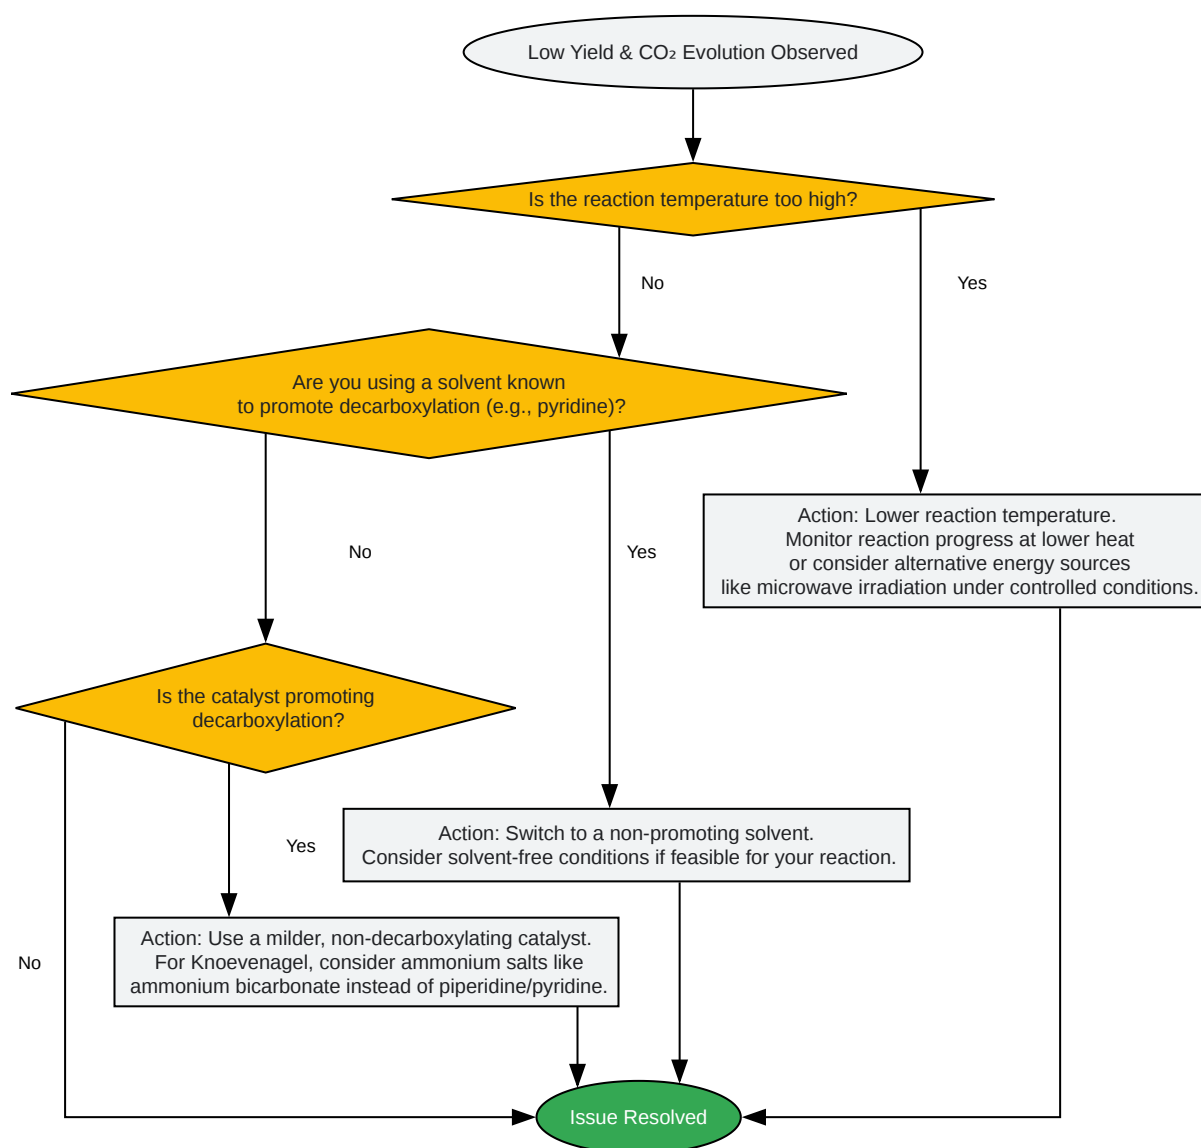 Low Yield & CO₂ Evolution Observed
Is the reaction temperature too high?
No
Yes
Are you using a solvent known
to promote decarboxylation (e.g., pyridine)?
Action: Lower reaction temperature.
Monitor reaction progress at lower heat
or consider alternative energy sources
like microwave irradiation under controlled conditions.
No
Yes
Is the catalyst promoting
decarboxylation?
Action: Switch to a non-promoting solvent.
Consider solvent-free conditions if feasible for your reaction.
Yes
Action: Use a milder, non-decarboxylating catalyst.
For Knoevenagel, consider ammonium salts like
ammonium bicarbonate instead of piperidine/pyridine.
No
Issue Resolved